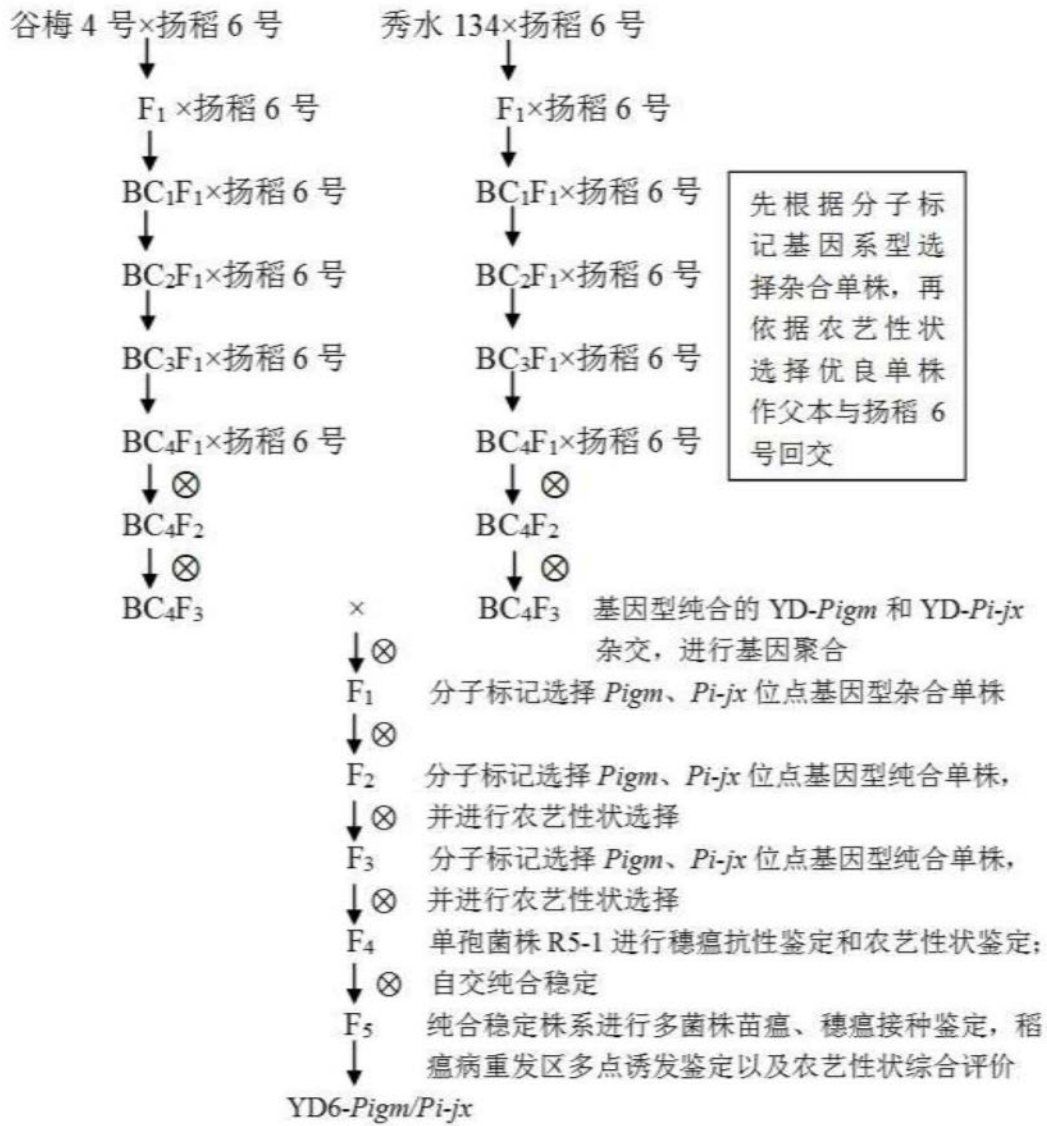 谷梅 4 号×扬稻 6 号
秀水 134×扬稻 6 号
F₁ ×扬稻 6 号
F₁×扬稻 6 号
BC₁F₁×扬稻 6 号
BC₁F₁×扬稻 6 号
BC₂F₁×扬稻 6 号
BC₂F₁×扬稻 6 号
BC₃F₁×扬稻 6 号
BC₃F₁×扬稻 6 号
BC₄F₁×扬稻 6 号
BC₄F₁×扬稻 6 号
先根据分子标
记基因系型选
择杂合单株，再
依据农艺性状
选择优良单株
作父本与扬稻 6
号回交
⊗
⊗
BC₄F₂
BC₄F₂
⊗
⊗
BC₄F₃
×
BC₄F₃
基因型纯合的 YD-Pigm 和 YD-Pi-jx
杂交，进行基因聚合
⊗
F₁ 分子标记选择 Pigm、Pi-jx 位点基因型杂合单株
⊗
F₂ 分子标记选择 Pigm、Pi-jx 位点基因型纯合单株，
⊗ 并进行农艺性状选择
F₃ 分子标记选择 Pigm、Pi-jx 位点基因型纯合单株，
⊗ 并进行农艺性状选择
F₄ 单孢菌株 R5-1 进行穗瘟抗性鉴定和农艺性状鉴定；
⊗ 自交纯合稳定
F₅ 纯合稳定株系进行多菌株苗瘟、穗瘟接种鉴定，稻
瘟病重发区多点诱发鉴定以及农艺性状综合评价
YD6-Pigm/Pi-jx